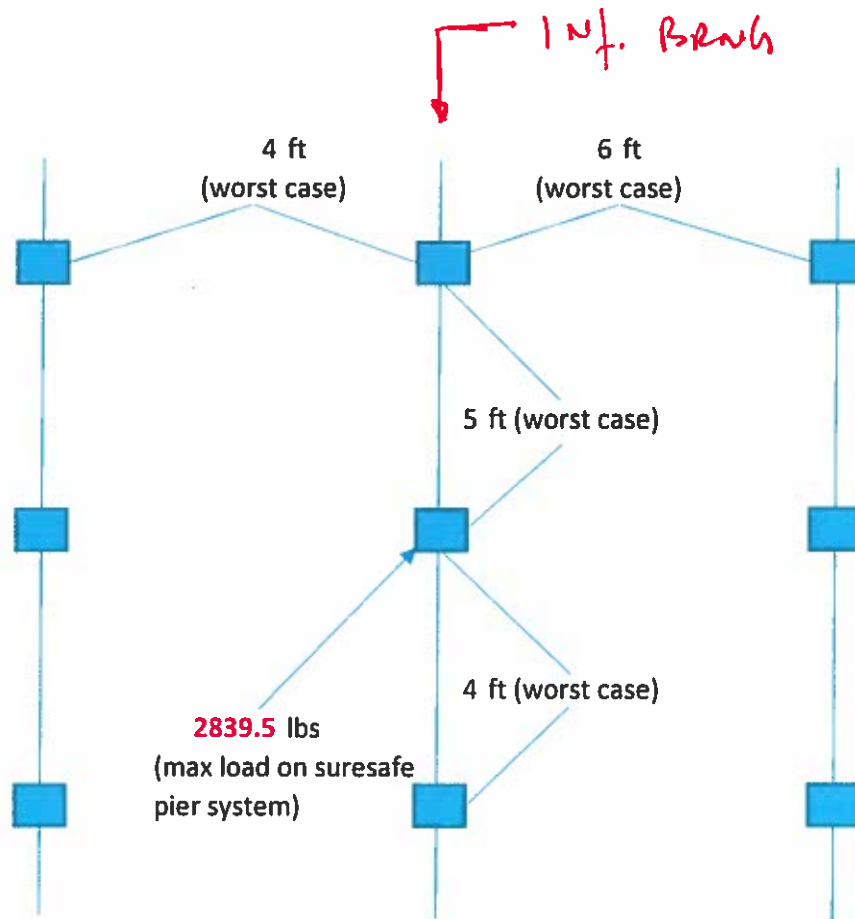 INT. BRNG
4 ft
(worst case)
6 ft
(worst case)
5 ft (worst case)
4 ft (worst case)
2839.5 lbs
(max load on suresafe
pier system)